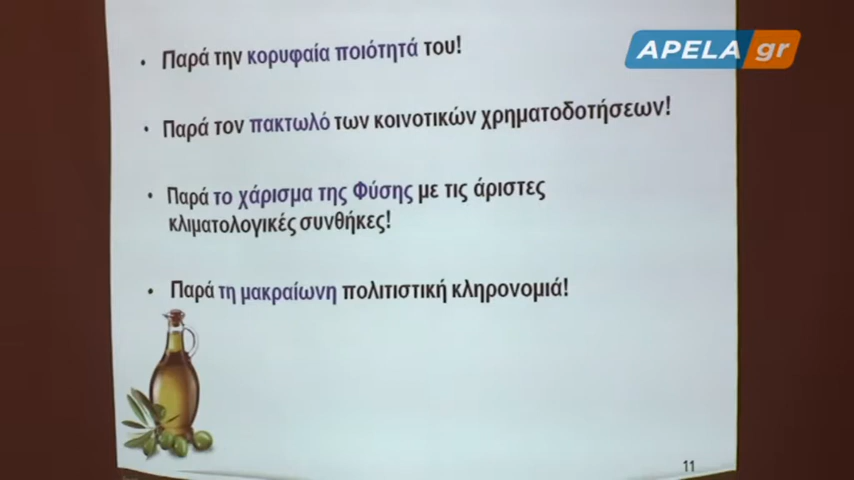 APELA gr
• Παρά την κορυφαία ποιότητά του!
• Παρά τον πακτωλό των κοινοτικών χρηματοδοτήσεων!
• Παρά το χάρισμα της Φύσης με τις άριστες
κλιματολογικές συνθήκες!
• Παρά τη μακραίωνη πολιτιστική κληρονομιά!
11